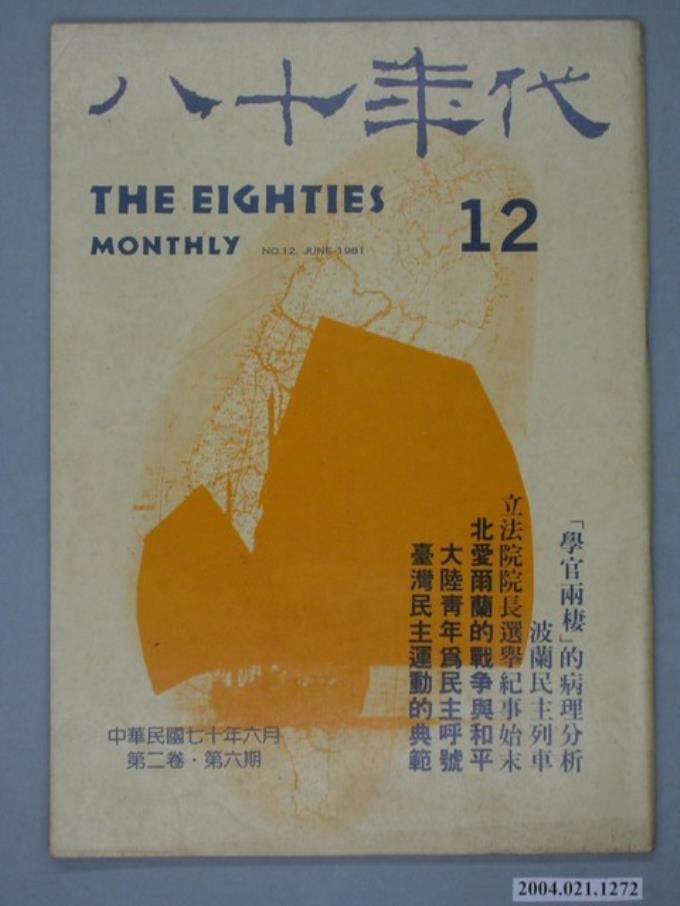 八十年代
THE EIGHTIES
MONTHLY NO.12, JUNE 1981
12
「學官兩棲」的病理分析
波蘭民主列車
立法院院長選舉紀事始末
北愛爾蘭的戰爭與和平
大陸青年爲民主呼號
臺灣民主運動的典範
中華民國七十年六月
第二卷・第六期
2004.021.1272